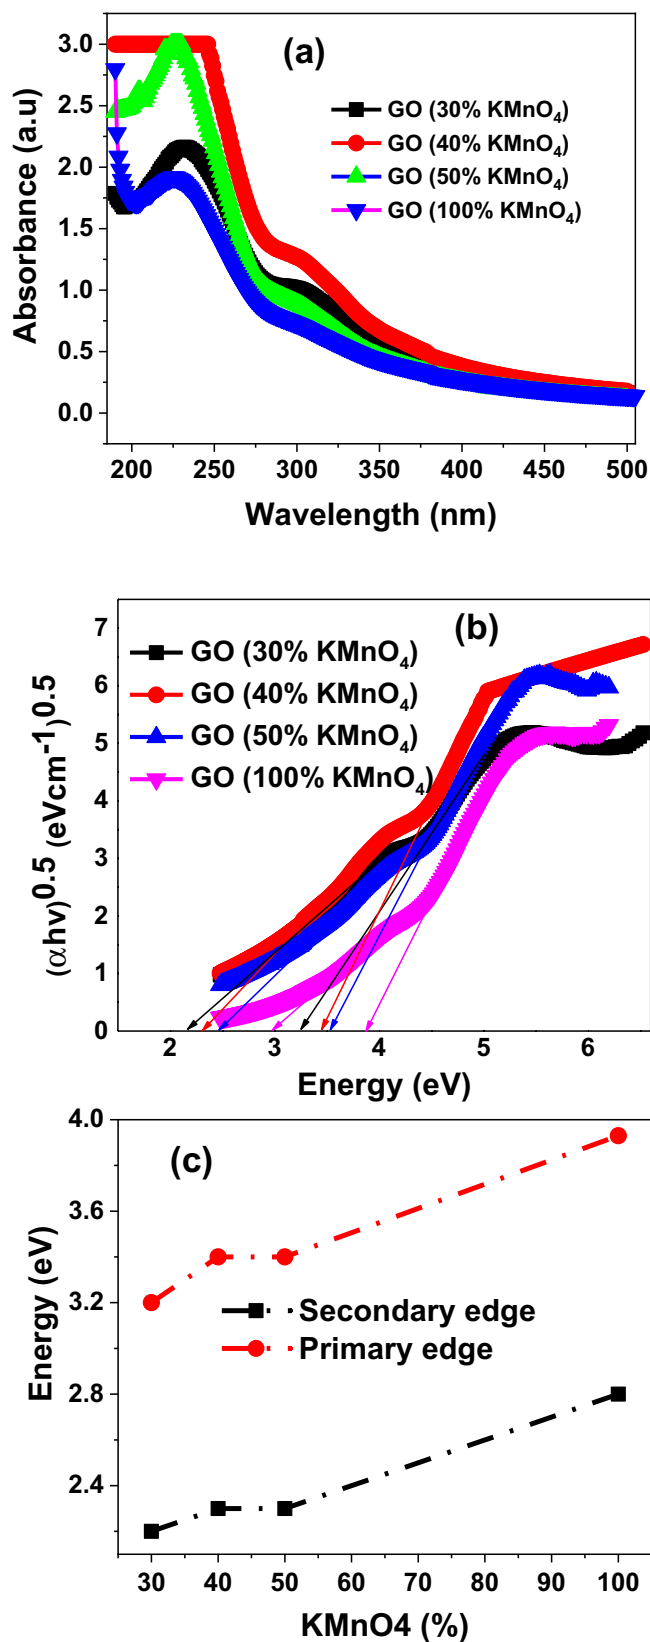 (a)
3.0
2.5
2.0
1.5
1.0
0.5
0.0
Absorbance (a.u)
GO (30% KMnO₄)
GO (40% KMnO₄)
GO (50% KMnO₄)
GO (100% KMnO₄)
200 250 300 350 400 450 500
Wavelength (nm)
(b)
7
6
5
4
3
2
1
0
(αhν)^0.5 (eVcm-1)^0.5
GO (30% KMnO₄)
GO (40% KMnO₄)
GO (50% KMnO₄)
GO (100% KMnO₄)
2 3 4 5 6
Energy (eV)
(c)
4.0
3.6
3.2
2.8
2.4
Energy (eV)
Secondary edge
Primary edge
30 40 50 60 70 80 90 100
KMnO4 (%)